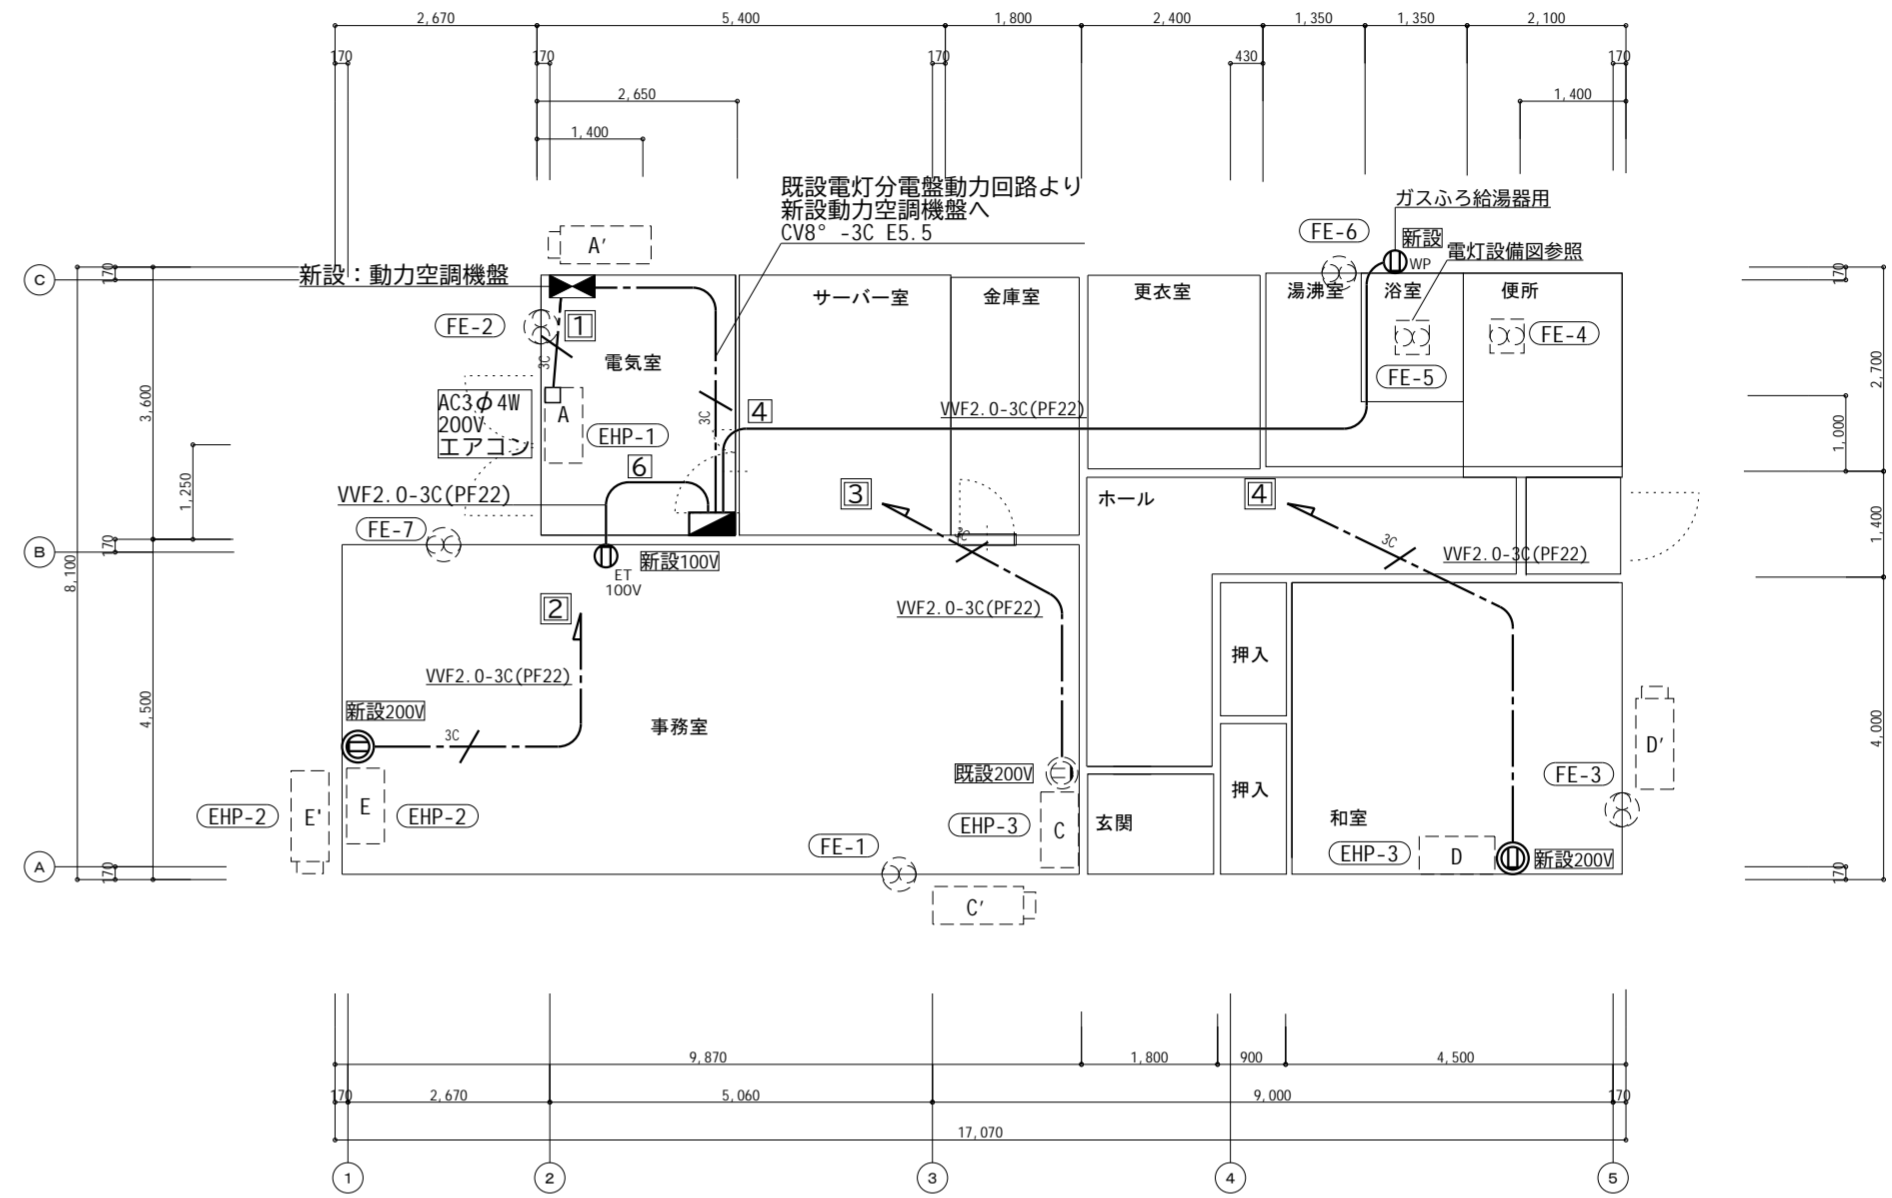 2,670
5,400
1,800
2,400
1,350
1,350
2,100
170
170
170
430
170
2,650
1,400
1,400
既設電灯分電盤動力回路より
新設動力空調機盤へ
CV8° -3C E5.5
ガスふろ給湯器用
新設
WP
電灯設備図参照
FE-6
A′
新設：動力空調機盤
C
170
170
サーバー室
金庫室
更衣室
湯沸室
浴室
便所
FE-2
1
3C
電気室
FE-4
FE-5
2,700
3,600
AC3φ4W
200V
エアコン
A
EHP-1
3C
4
VVF2.0-3C(PF22)
1,000
6
1,250
VVF2.0-3C(PF22)
3
ホール
4
FE-7
3C
3C
1,400
B
170
新設100V
ET
100V
VVF2.0-3C(PF22)
8,100
2
VVF2.0-3C(PF22)
押入
VVF2.0-3C(PF22)
4,500
新設200V
3C
事務室
D′
4,000
既設200V
FE-3
押入
EHP-2
E'
E
EHP-2
EHP-3
C
玄関
和室
FE-1
EHP-3
D
新設200V
A
170
170
C′
9,870
1,800
900
4,500
170
2,670
5,060
9,000
170
17,070
1
2
3
4
5